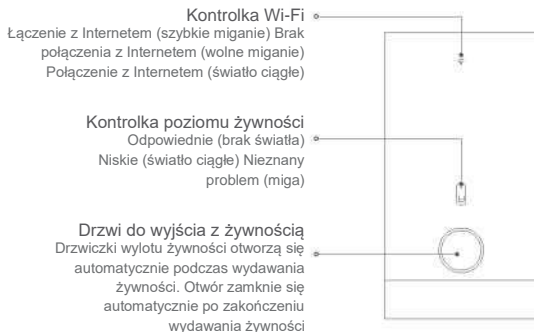 Kontrolka Wi-Fi
Łączenie z Internetem (szybkie miganie) Brak
połączenia z Internetem (wolne miganie)
Połączenie z Internetem (światło ciągłe)
Kontrolka poziomu żywności
Odpowiednie (brak światła)
Niskie (światło ciągłe) Nieznany
problem (miga)
Drzwi do wyjścia z żywnością
Drzwiczki wylotu żywności otworzą się
automatycznie podczas wydawania
żywności. Otwór zamknie się
automatycznie po zakończeniu
wydawania żywności